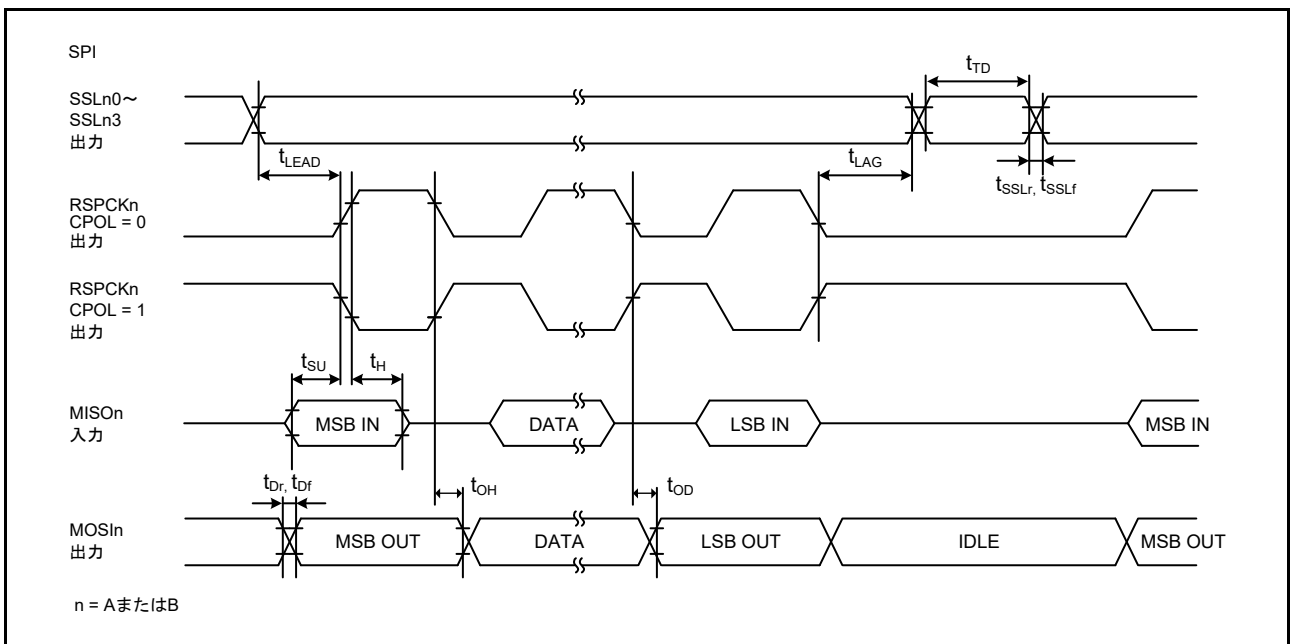 SPI
SSLn0～
SSLn3
出力
tTD
tLEAD
tLAG
tSSLr, tSSLf
RSPCKn
CPOL = 0
出力
RSPCKn
CPOL = 1
出力
tSU
tH
MISOn
入力
MSB IN
DATA
LSB IN
MSB IN
tDr, tDf
tOH
tOD
MOSIn
出力
MSB OUT
DATA
LSB OUT
IDLE
MSB OUT
n = AまたはB